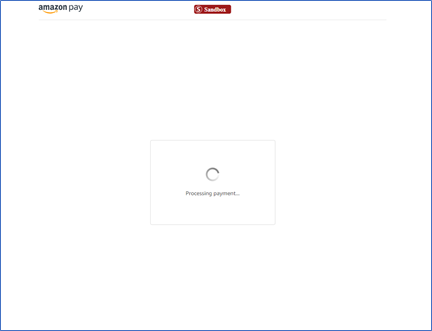 amazon pay
S Sandbox
Processing payment...